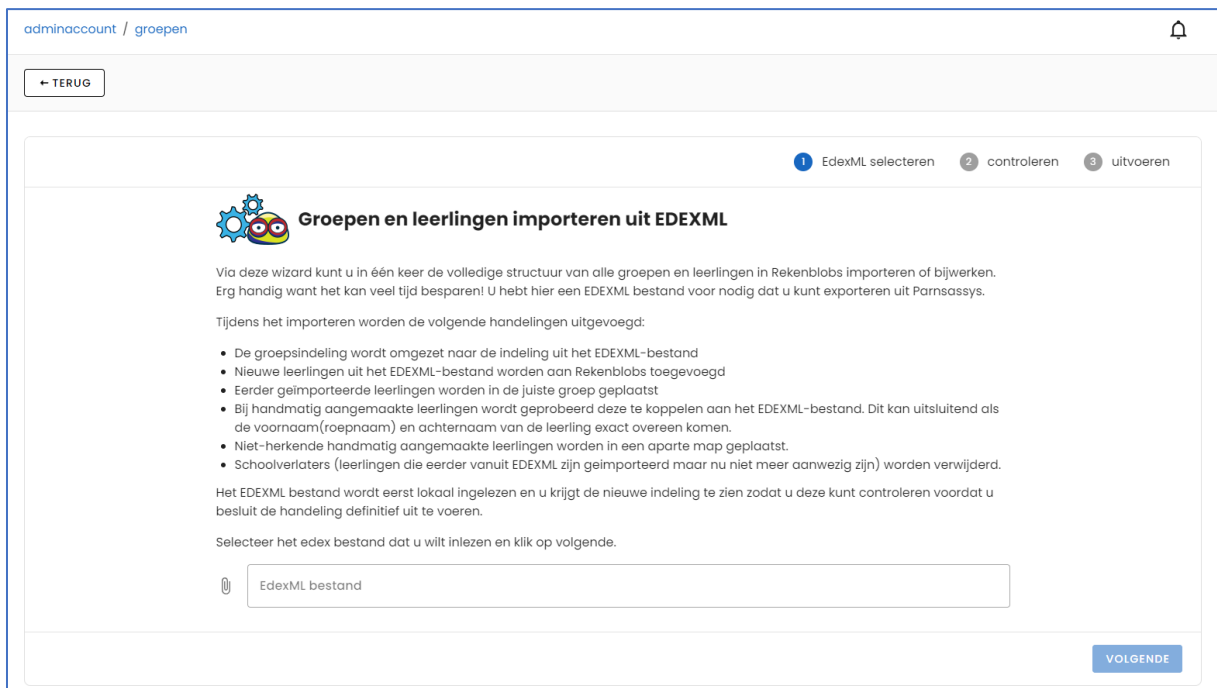 adminaccount / groepen
← TERUG
1 EdexML selecteren 2 controleren 3 uitvoeren
Groepen en leerlingen importeren uit EDEXML
Via deze wizard kunt u in één keer de volledige structuur van alle groepen en leerlingen in Rekenblobs importeren of bijwerken.
Erg handig want het kan veel tijd besparen! U hebt hier een EDEXML bestand voor nodig dat u kunt exporteren uit Parnsassys.
Tijdens het importeren worden de volgende handelingen uitgevoegd:
• De groepsindeling wordt omgezet naar de indeling uit het EDEXML-bestand
• Nieuwe leerlingen uit het EDEXML-bestand worden aan Rekenblobs toegevoegd
• Eerder geïmporteerde leerlingen worden in de juiste groep geplaatst
• Bij handmatig aangemaakte leerlingen wordt geprobeerd deze te koppelen aan het EDEXML-bestand. Dit kan uitsluitend als
de voornaam(roepnaam) en achternaam van de leerling exact overeen komen.
• Niet-herkende handmatig aangemaakte leerlingen worden in een aparte map geplaatst.
• Schoolverlaters (leerlingen die eerder vanuit EDEXML zijn geimporteerd maar nu niet meer aanwezig zijn) worden verwijderd.
Het EDEXML bestand wordt eerst lokaal ingelezen en u krijgt de nieuwe indeling te zien zodat u deze kunt controleren voordat u
besluit de handeling definitief uit te voeren.
Selecteer het edex bestand dat u wilt inlezen en klik op volgende.
EdexML bestand
VOLGENDE